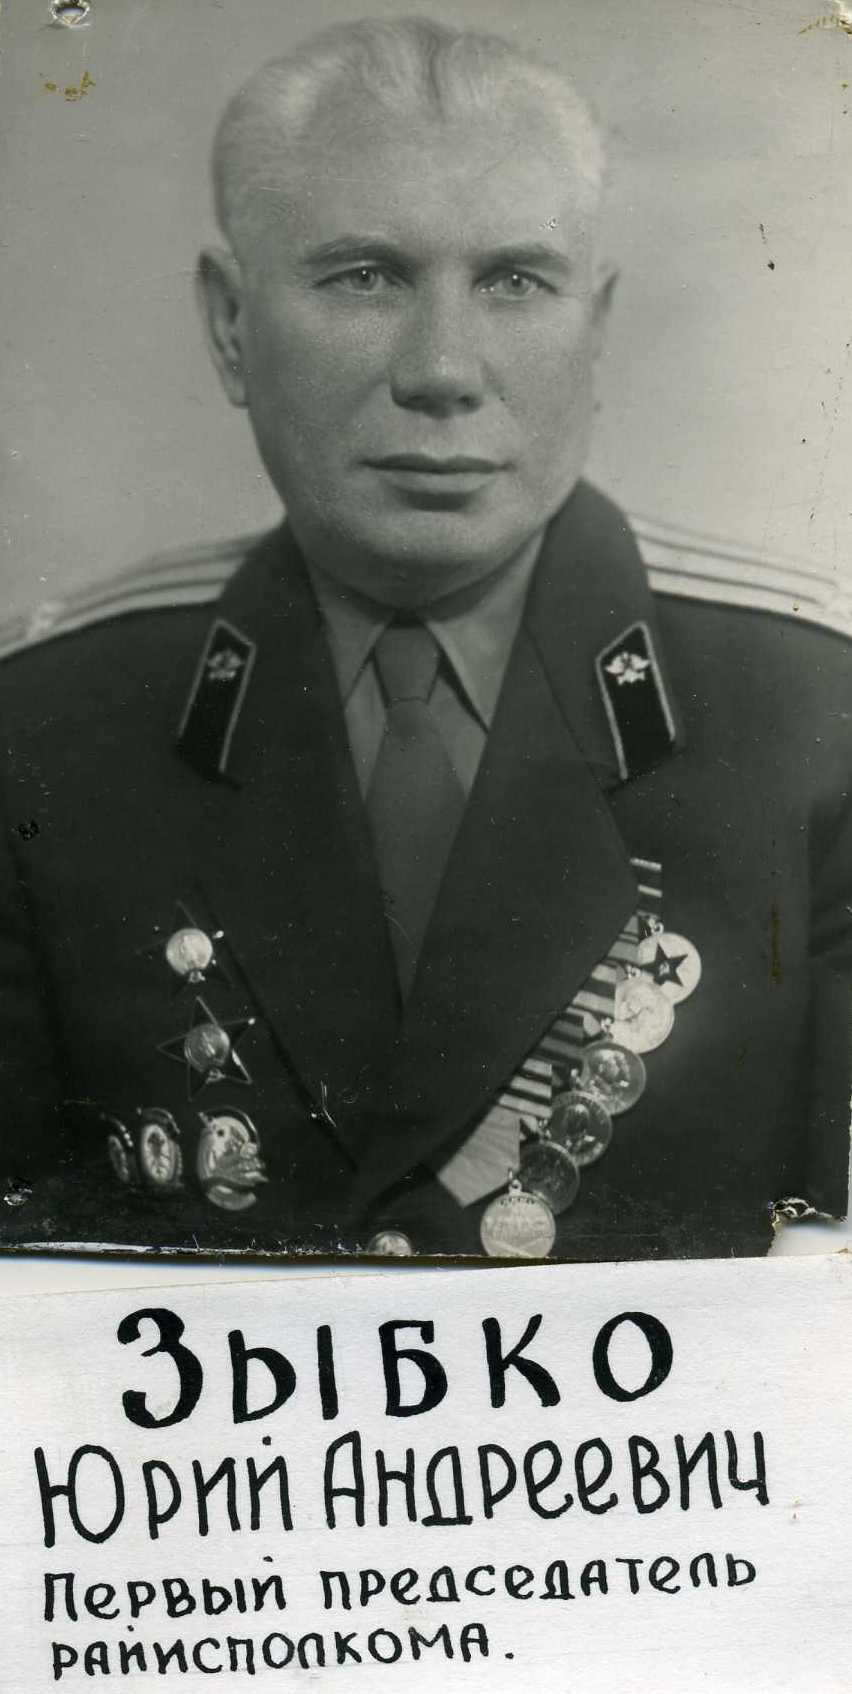 Зыбко
Юрий Андреевич
Первый председатель
райисполкома.